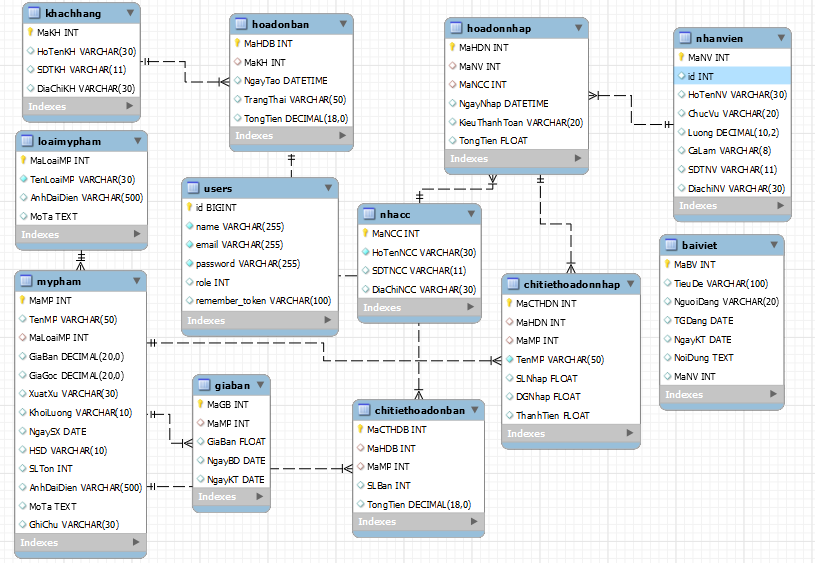 khachhang
MaKH INT
HoTenKH VARCHAR(30)
SDTKH VARCHAR(11)
DiaChiKH VARCHAR(30)
Indexes
hoadonban
MaHDB INT
MaKH INT
NgayTao DATETIME
TrangThai VARCHAR(50)
TongTien DECIMAL(18,0)
Indexes
hoadonnhap
MaHDN INT
MaNV INT
MaNCC INT
NgayNhap DATETIME
KieuThanhToan VARCHAR(20)
TongTien FLOAT
Indexes
nhanvien
MaNV INT
id INT
HoTenNV VARCHAR(30)
ChucVu VARCHAR(20)
Luong DECIMAL(10,2)
CaLam VARCHAR(8)
SDTNV VARCHAR(11)
DiachiNV VARCHAR(30)
Indexes
loaimypham
MaLoaiMP INT
TenLoaiMP VARCHAR(30)
AnhDaiDien VARCHAR(500)
MoTa TEXT
Indexes
users
id BIGINT
name VARCHAR(255)
email VARCHAR(255)
password VARCHAR(255)
role INT
remember_token VARCHAR(100)
Indexes
nhacc
MaNCC INT
HoTenNCC VARCHAR(30)
SDTNCC VARCHAR(11)
DiaChiNCC VARCHAR(30)
Indexes
baiviet
MaBV INT
TieuDe VARCHAR(100)
NguoiDang VARCHAR(20)
TGDang DATE
NgayKT DATE
NoiDung TEXT
MaNV INT
Indexes
mypham
MaMP INT
TenMP VARCHAR(50)
MaLoaiMP INT
GiaBan DECIMAL(20,0)
GiaGoc DECIMAL(20,0)
XuatXu VARCHAR(30)
KhoiLuong VARCHAR(10)
NgaySX DATE
HSD VARCHAR(10)
SLTon INT
AnhDaiDien VARCHAR(500)
MoTa TEXT
GhiChu VARCHAR(30)
Indexes
chitiethoadonnhap
MaCTHDN INT
MaHDN INT
MaMP INT
TenMP VARCHAR(50)
SLNhap FLOAT
DGNhap FLOAT
ThanhTien FLOAT
Indexes
giaban
MaGB INT
MaMP INT
GiaBan FLOAT
NgayBD DATE
NgayKT DATE
Indexes
chitiethoadonban
MaCTHDB INT
MaHDB INT
MaMP INT
SLBan INT
TongTien DECIMAL(18,0)
Indexes